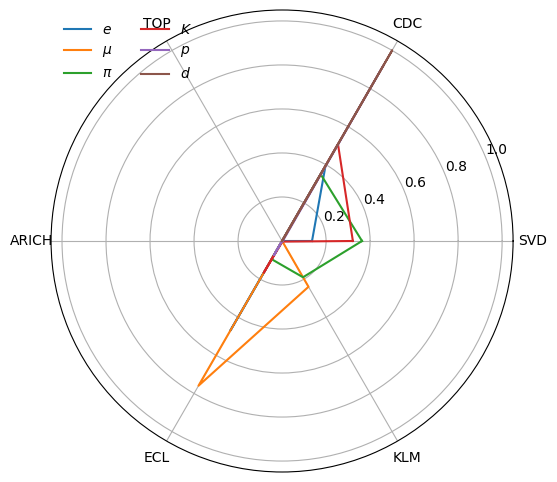 TOP
CDC
e K
μ p
π d
1.0
0.8
0.6
0.4
0.2
ARICH
SVD
ECL
KLM